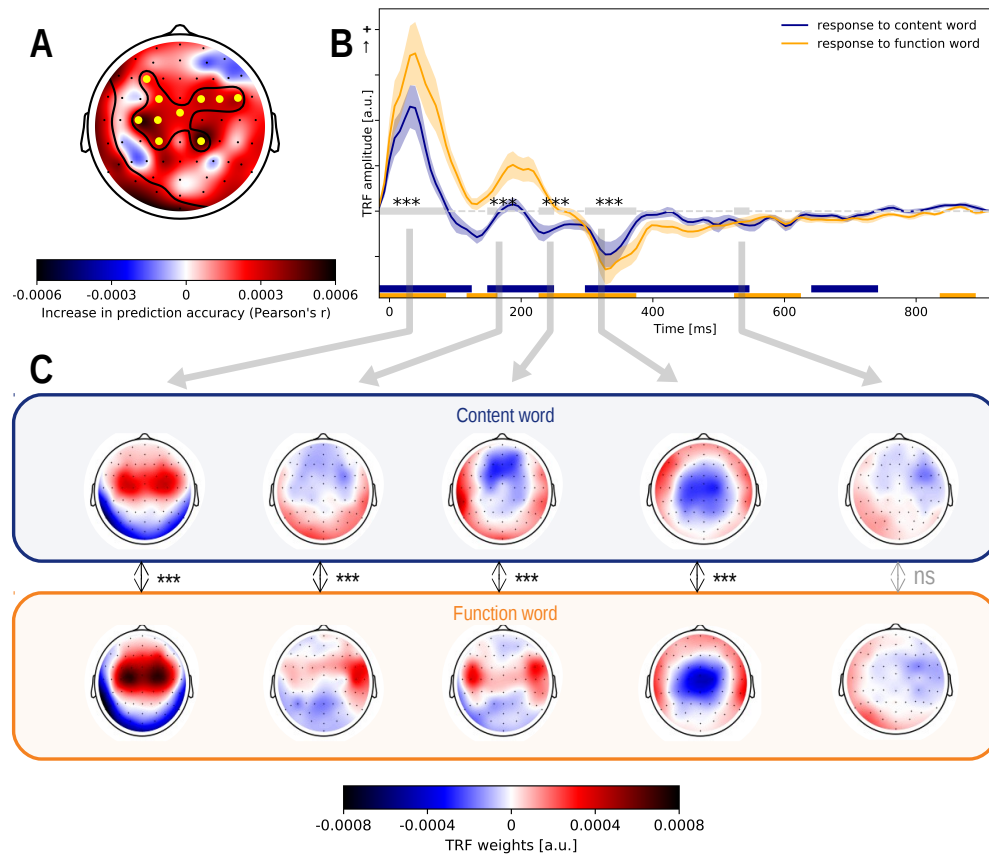 A
B
→ +
response to content word
response to function word
TRF amplitude [a.u.]
*** *** *** ***
0 200 400 600 800
Time [ms]
-0.0006 -0.0003 0 0.0003 0.0006
Increase in prediction accuracy (Pearson's r)
C
Content word
*** *** *** *** ns
Function word
-0.0008 -0.0004 0 0.0004 0.0008
TRF weights [a.u.]